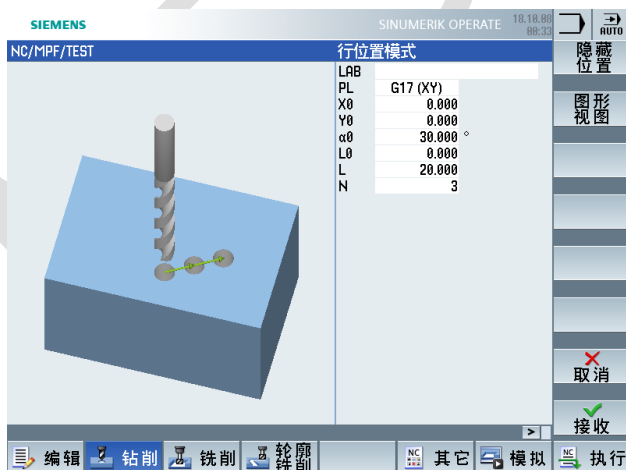 SIEMENS
SINUMERIK OPERATE
18.10.08
08:33
AUTO
NC/MPF/TEST
行位置模式
LAB
PL G17 (XY)
X0 0.000
Y0 0.000
α0 30.000 °
L0 0.000
L 20.000
N 3
隐藏
位置
图形
视图
取消
接收
>
编辑
钻削
铣削
轮廓
铣削
NC
其它
模拟
NC
执行